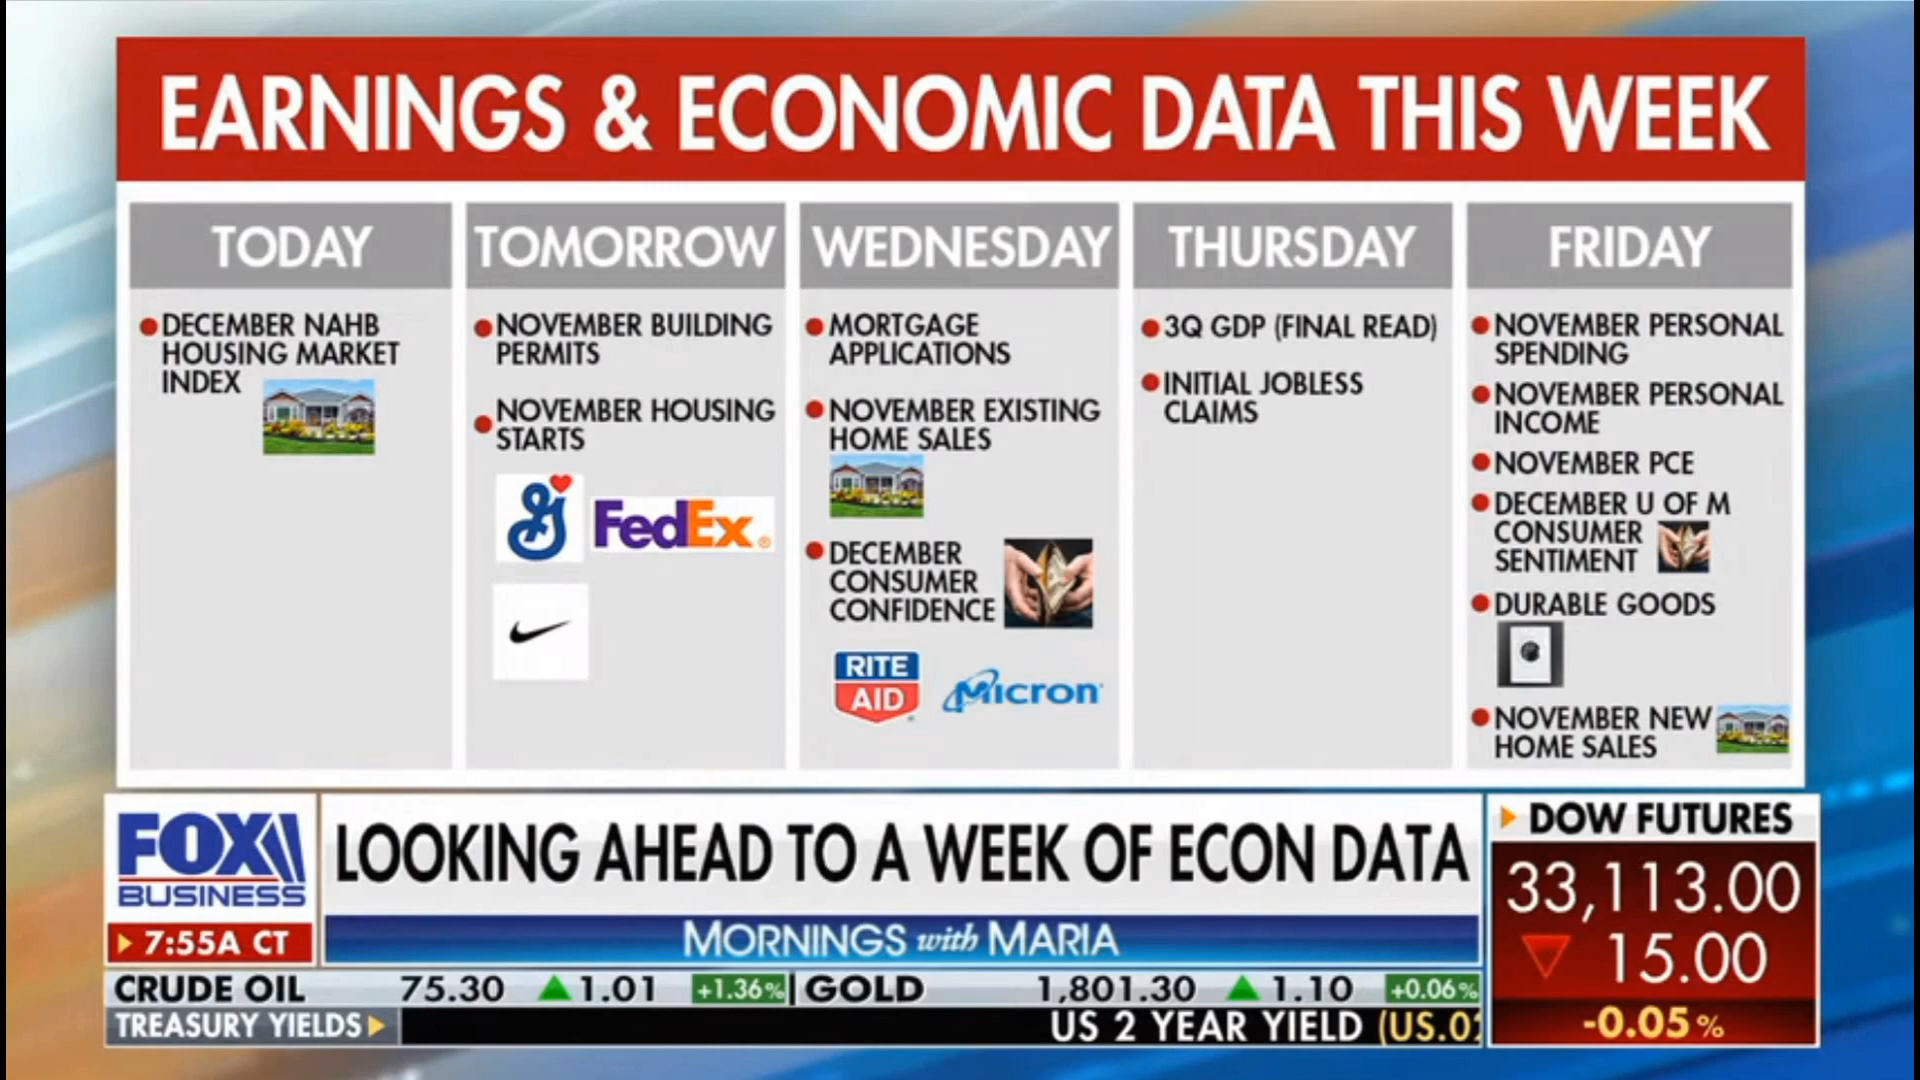 EARNINGS & ECONOMIC DATA THIS WEEK
TODAY
DECEMBER NAHB
HOUSING MARKET
INDEX
TOMORROW
NOVEMBER BUILDING
PERMITS
NOVEMBER HOUSING
STARTS
G
FedEx®
WEDNESDAY
MORTGAGE
APPLICATIONS
NOVEMBER EXISTING
HOME SALES
DECEMBER
CONSUMER
CONFIDENCE
RITE
AID
Micron
THURSDAY
3Q GDP (FINAL READ)
INITIAL JOBLESS
CLAIMS
FRIDAY
NOVEMBER PERSONAL
SPENDING
NOVEMBER PERSONAL
INCOME
NOVEMBER PCE
DECEMBER U OF M
CONSUMER
SENTIMENT
DURABLE GOODS
NOVEMBER NEW
HOME SALES
FOX
BUSINESS
7:55A CT
LOOKING AHEAD TO A WEEK OF ECON DATA
MORNINGS with MARIA
DOW FUTURES
33,113.00
15.00
-0.05%
CRUDE OIL 75.30 1.01 +1.36% GOLD 1,801.30 1.10 +0.06%
TREASURY YIELDS US 2 YEAR YIELD (US.0